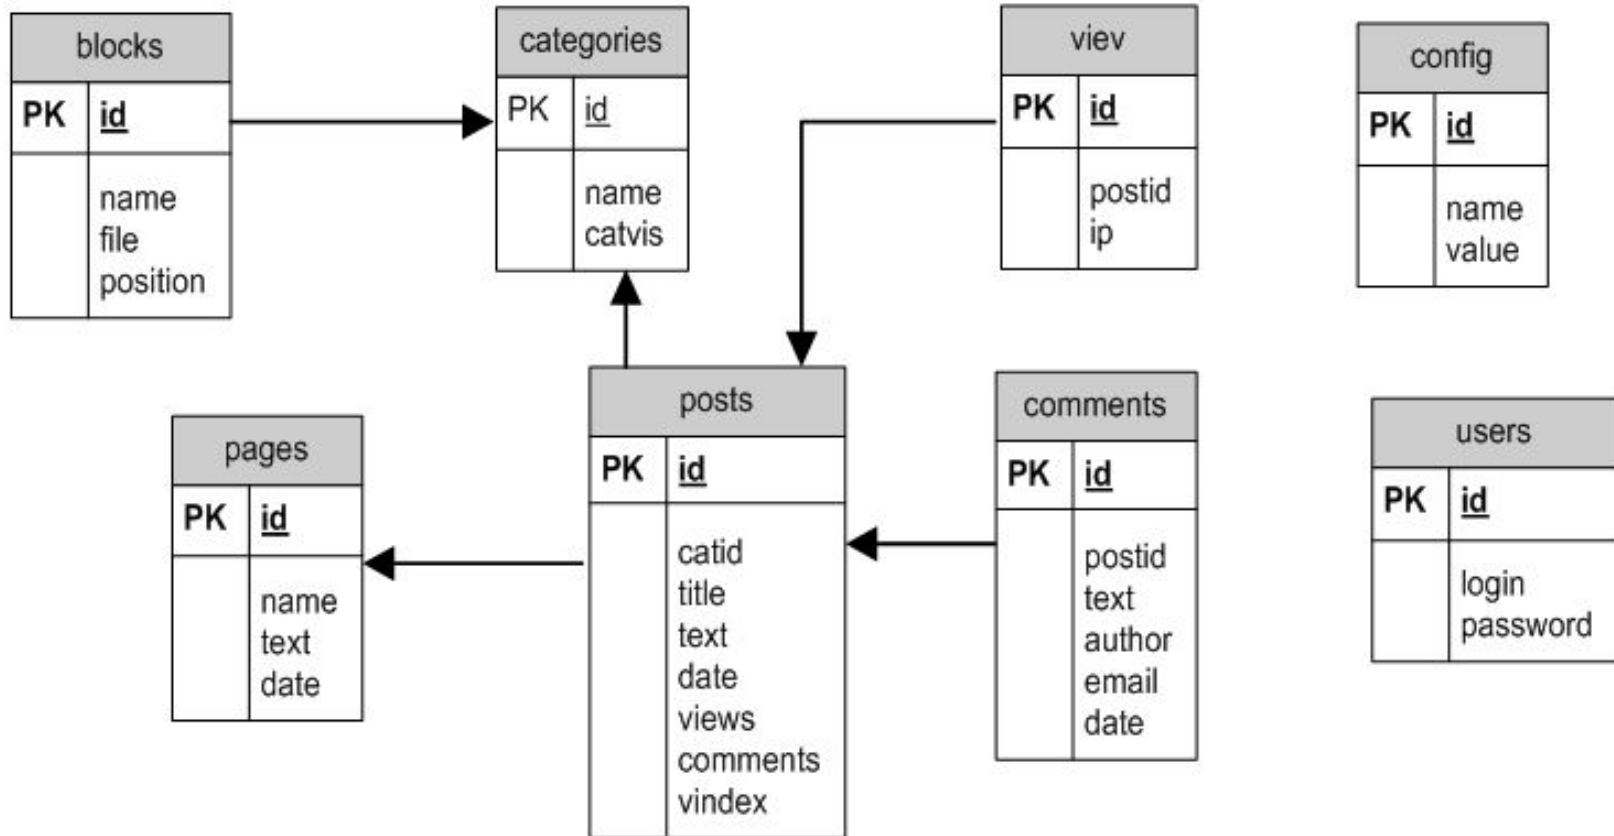 blocks
PK id
name
file
position
categories
PK id
name
catvis
viev
PK id
postid
ip
config
PK id
name
value
pages
PK id
name
text
date
posts
PK id
catid
title
text
date
views
comments
vindex
comments
PK id
postid
text
author
email
date
users
PK id
login
password